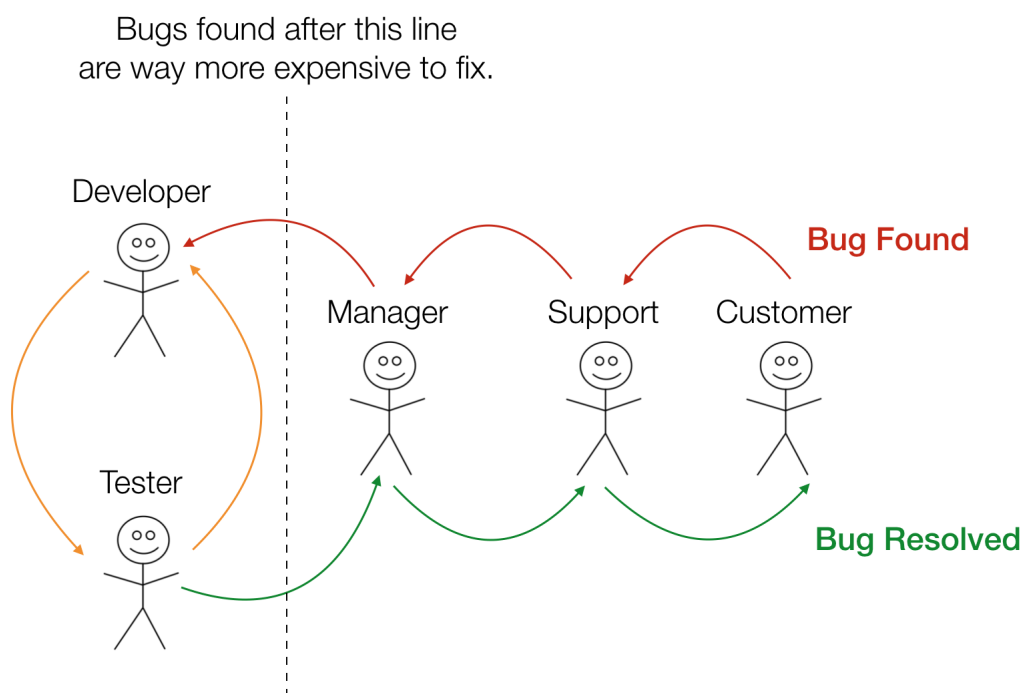 Bugs found after this line
are way more expensive to fix.
Developer
Bug Found
Manager
Support
Customer
Tester
Bug Resolved